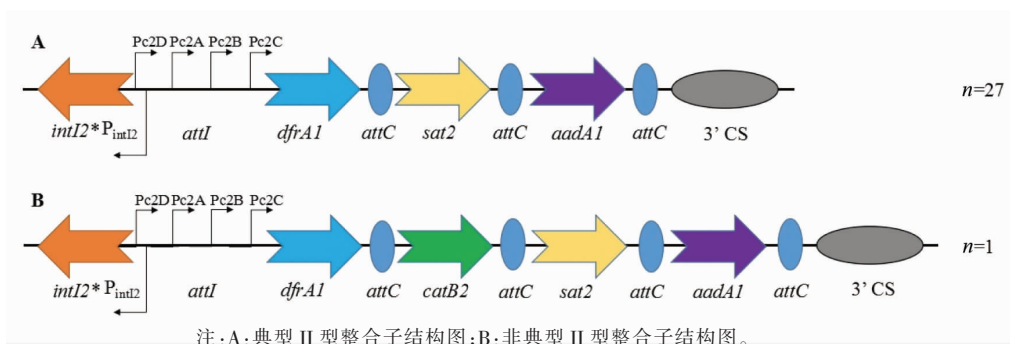 A
Pc2D Pc2A Pc2B Pc2C
n=27
intI2*PintI2 attI dfrA1 attC sat2 attC aadA1 attC 3’ CS
B
Pc2D Pc2A Pc2B Pc2C
n=1
intI2*PintI2 attI dfrA1 attC catB2 attC sat2 attC aadA1 attC 3’ CS
注:A:典型 II 型整合子结构图;B:非典型 II 型整合子结构图。